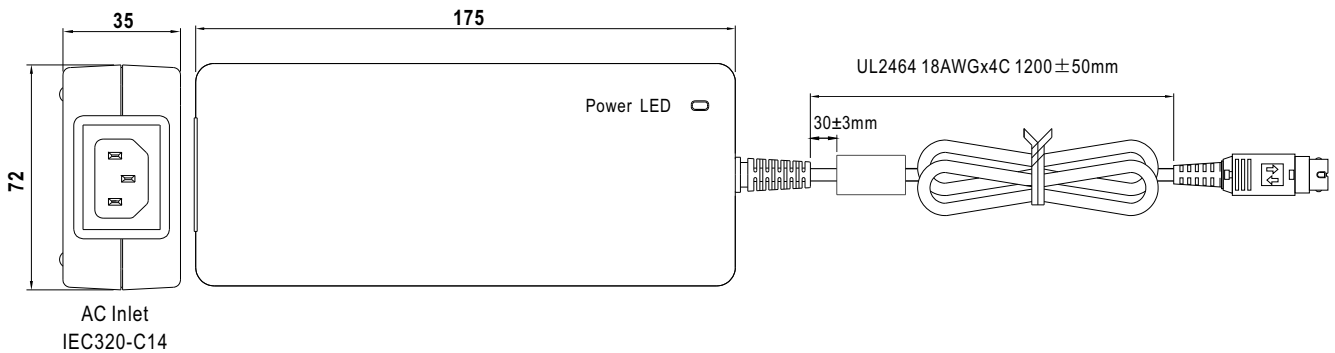 35
175
UL2464 18AWGx4C 1200±50mm
Power LED
30±3mm
72
AC Inlet
IEC320-C14